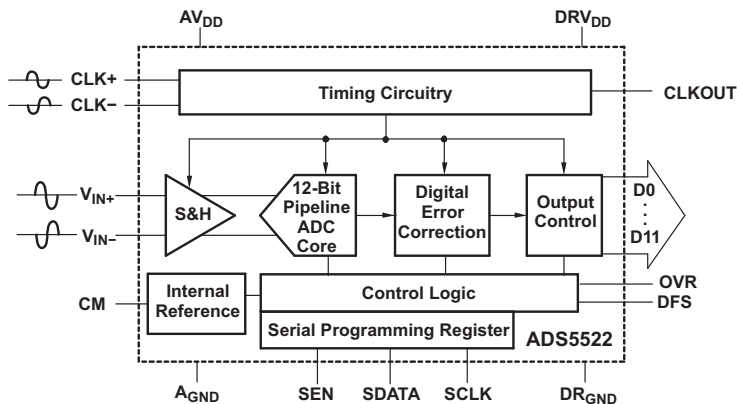 AVDD
DRVDD
CLK+
CLK−
Timing Circuitry
CLKOUT
VIN+
VIN−
S&H
12-Bit
Pipeline
ADC
Core
Digital
Error
Correction
Output
Control
D0
.
.
.
.
D11
CM
Internal
Reference
Control Logic
OVR
DFS
Serial Programming Register
ADS5522
AGND
SEN
SDATA
SCLK
DRGND